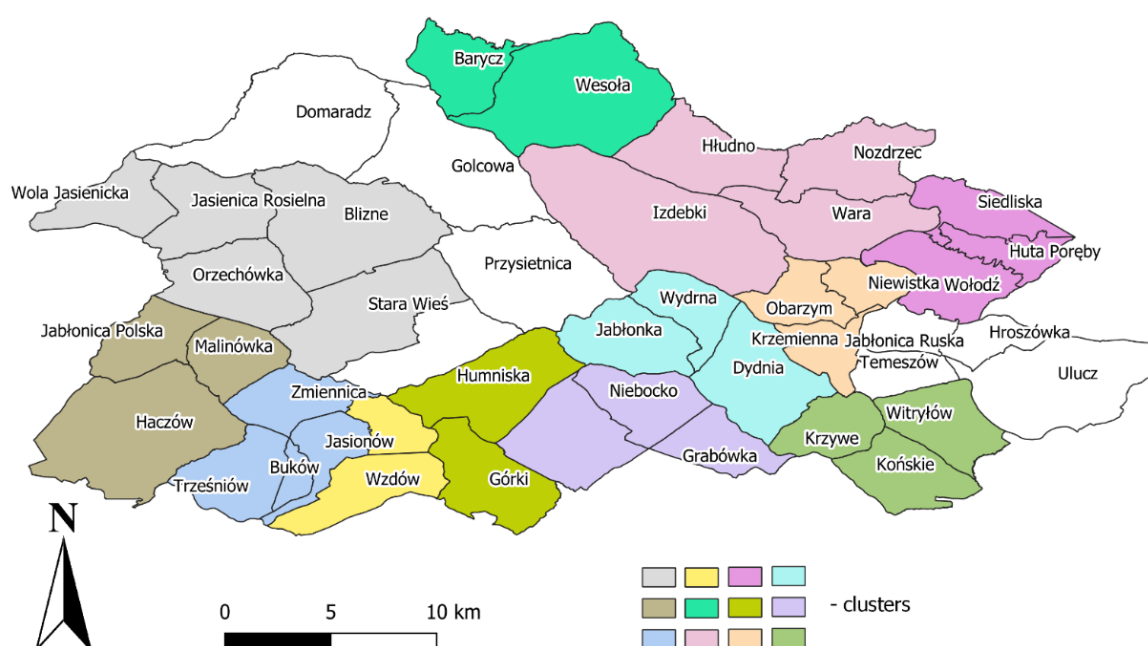 Barycz
Wesoła
Domaradz
Hłudno
Nozdrzec
Golcowa
Wola Jasienicka
Jasienica Rosielna
Blizne
Izdebki
Wara
Siedliska
Huta Poręby
Orzechówka
Przysietnica
Niewistka
Wołodź
Stara Wieś
Wydrna
Obarzym
Jabłonica Polska
Malinówka
Jabłonka
Krzemienna
Jabłonica Ruska
Hroszówka
Temeszów
Ulucz
Dydnia
Humniska
Zmiennica
Niebocko
Haczów
Witryłów
Jasionów
Krzywe
Grabówka
Końskie
Buków
Trześniów
Wzdów
Górki
N
0 5 10 km
- clusters